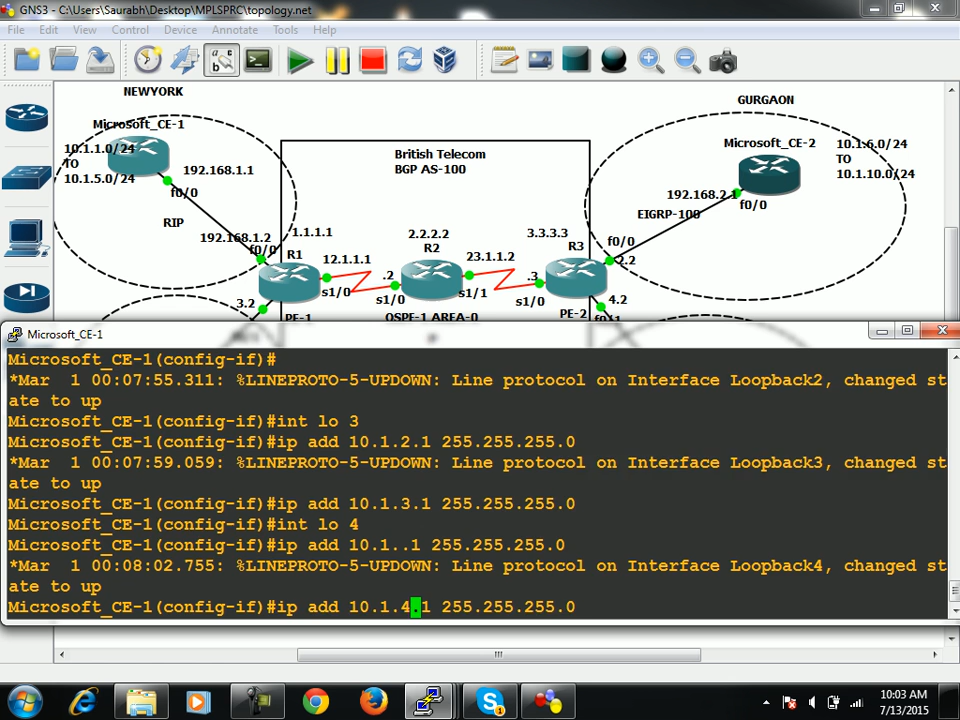 GNS3 - C:\Users\Saurabh\Desktop\MPLSPRC\topology.net
File Edit View Control Device Annotate Tools Help
NEWYORK
GURGAON
Microsoft_CE-1
10.1.1.0/24
TO
10.1.5.0/24
192.168.1.1
f0/0
RIP
192.168.1.2
f0/0
British Telecom
BGP AS-100
Microsoft_CE-2
10.1.6.0/24
TO
10.1.10.0/24
192.168.2.1
f0/0
EIGRP-100
1.1.1.1
R1
12.1.1.1
s1/0
2.2.2.2
R2
.2
s1/0
23.1.1.2
s1/1
3.3.3.3
R3
.3
s1/0
f0/0
2.2
3.2
PE-1
OSPF-1 AREA-0
PE-2
4.2
f0/1
Microsoft_CE-1
Microsoft_CE-1(config-if)#
*Mar 1 00:07:55.311: %LINEPROTO-5-UPDOWN: Line protocol on Interface Loopback2, changed st
ate to up
Microsoft_CE-1(config-if)#int lo 3
Microsoft_CE-1(config-if)#ip add 10.1.2.1 255.255.255.0
*Mar 1 00:07:59.059: %LINEPROTO-5-UPDOWN: Line protocol on Interface Loopback3, changed st
ate to up
Microsoft_CE-1(config-if)#ip add 10.1.3.1 255.255.255.0
Microsoft_CE-1(config-if)#int lo 4
Microsoft_CE-1(config-if)#ip add 10.1..1 255.255.255.0
*Mar 1 00:08:02.755: %LINEPROTO-5-UPDOWN: Line protocol on Interface Loopback4, changed st
ate to up
Microsoft_CE-1(config-if)#ip add 10.1.4.1 255.255.255.0
10:03 AM
7/13/2015